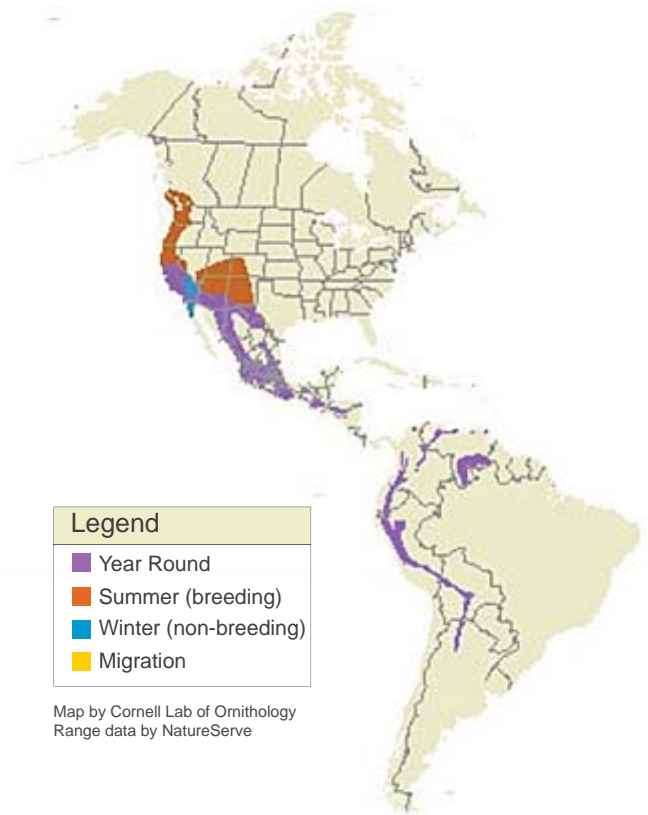 Legend
Year Round
Summer (breeding)
Winter (non-breeding)
Migration
Map by Cornell Lab of Ornithology
Range data by NatureServe